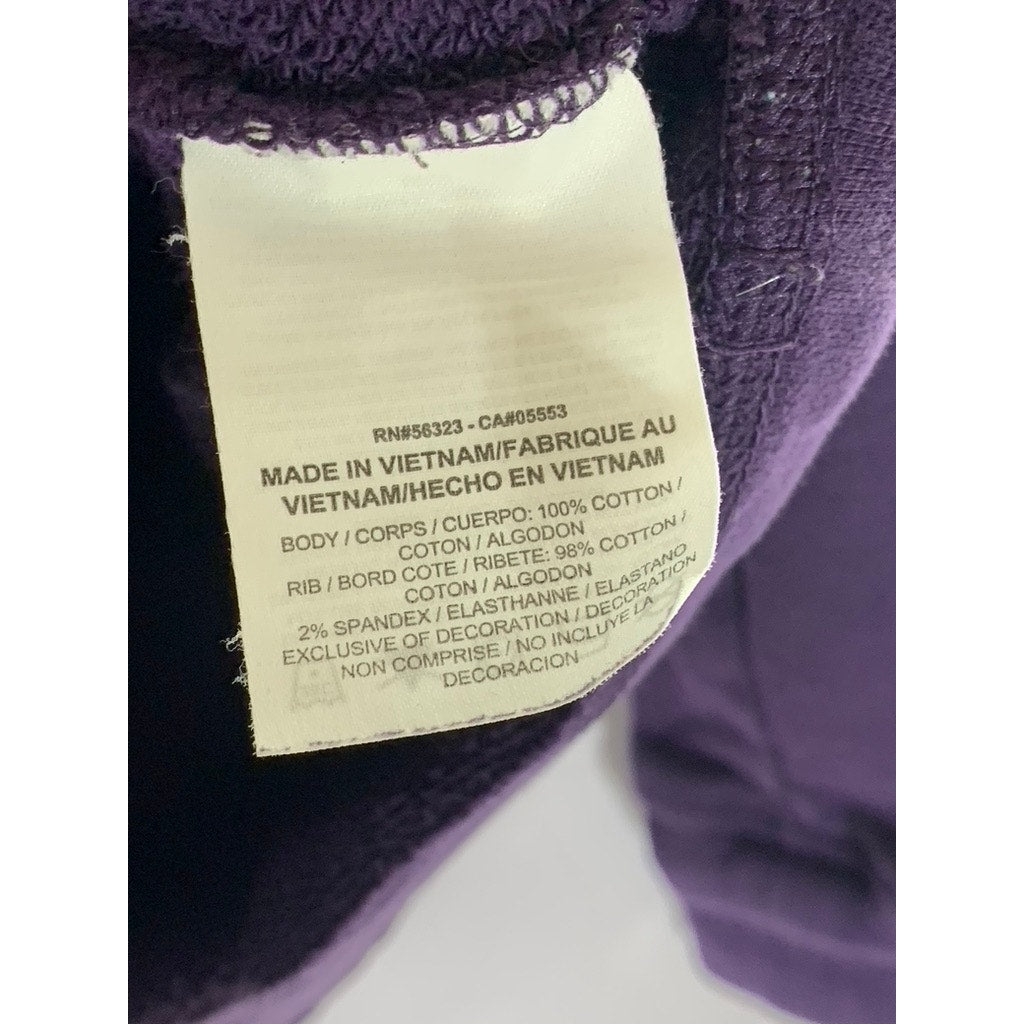 RN#56323 - CA#05553
MADE IN VIETNAM/FABRIQUE AU
VIETNAM/HECHO EN VIETNAM
BODY / CORPS / CUERPO: 100% COTTON /
COTON / ALGODON
RIB / BORD COTE / RIBETE: 98% COTTON /
COTON / ALGODON
2% SPANDEX / ELASTHANNE / ELASTANO
EXCLUSIVE OF DECORATION / DECORATION
NON COMPRISE / NO INCLUYE LA
DECORACION